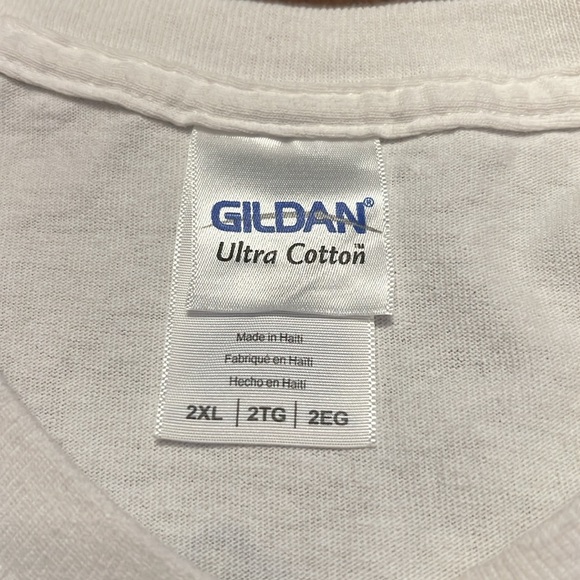 GILDAN®
Ultra Cotton™
Made in Haiti
Fabriqué en Haïti
Hecho en Haití
2XL | 2TG | 2EG